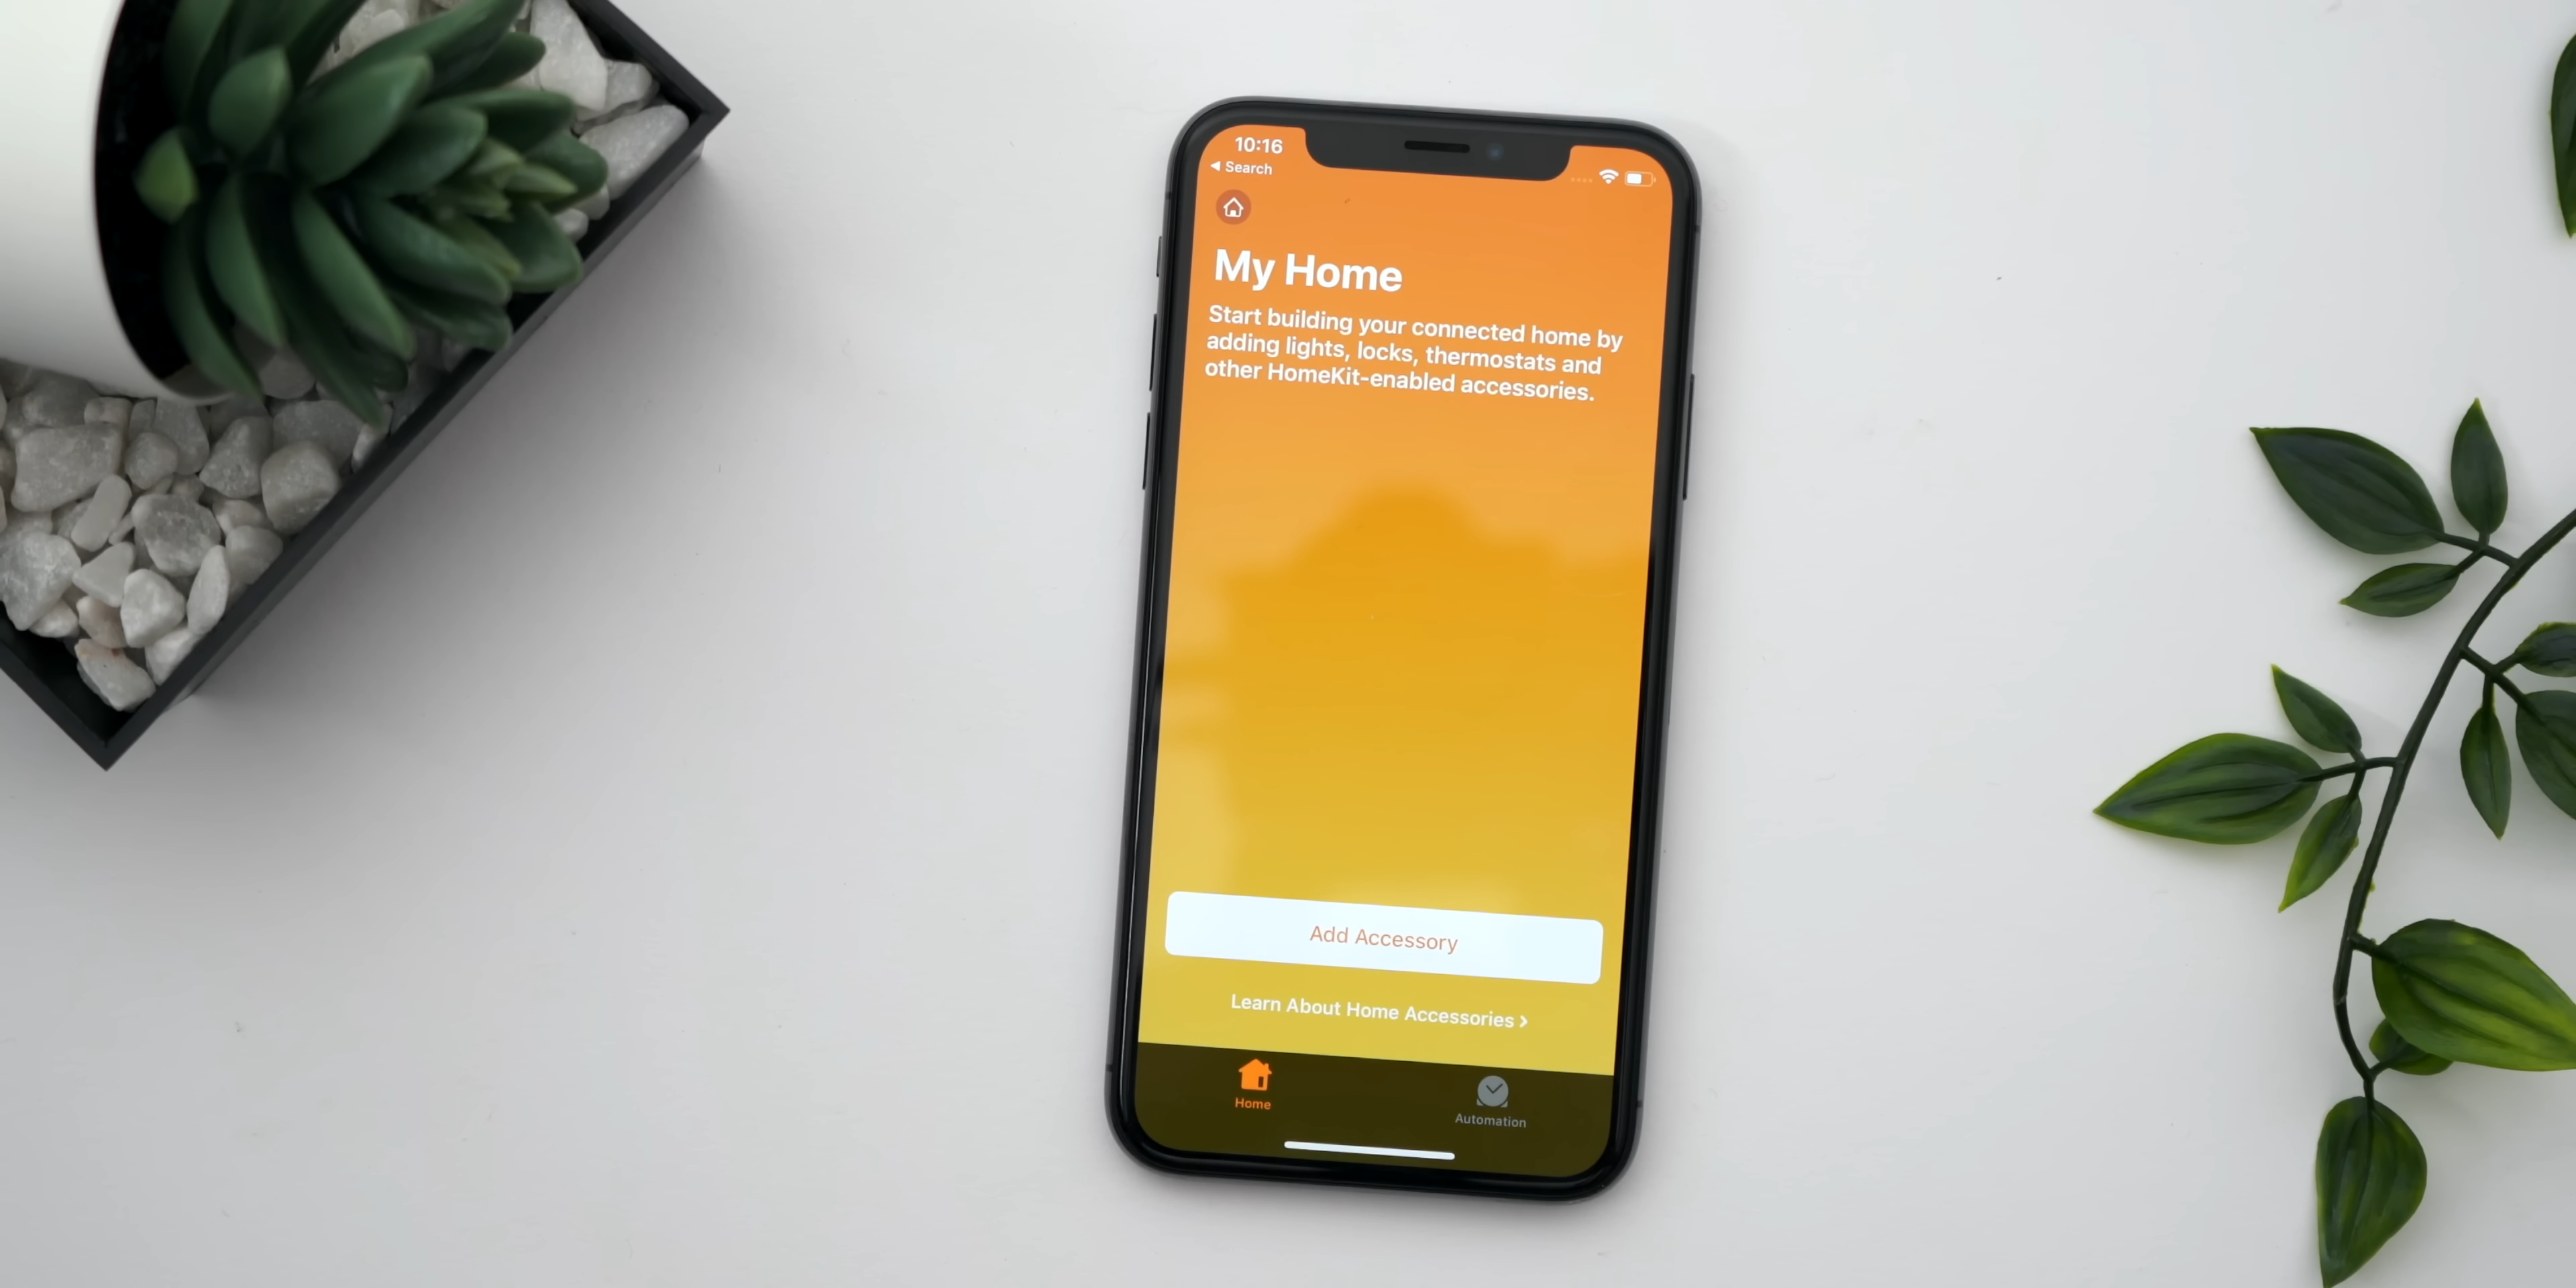 10:16
◀ Search
My Home
Start building your connected home by
adding lights, locks, thermostats and
other HomeKit-enabled accessories.
Add Accessory
Learn About Home Accessories >
Home
Automation